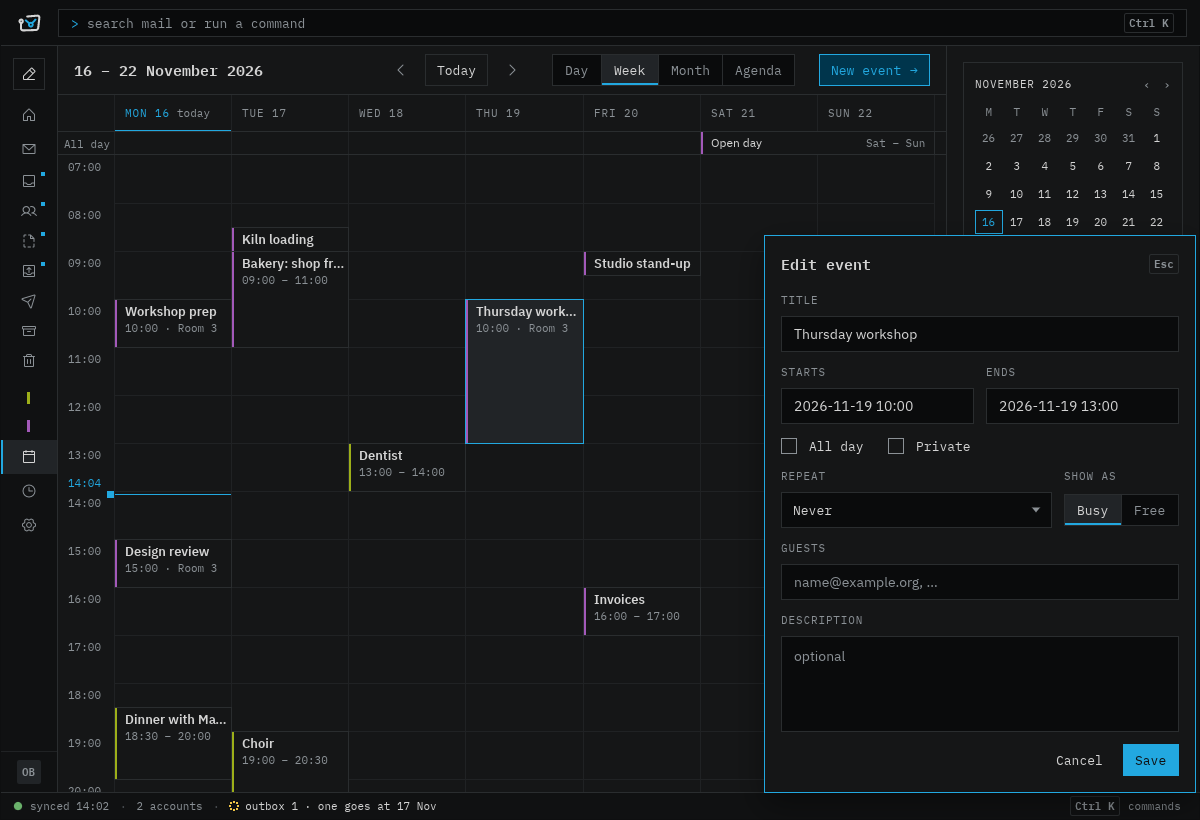 > search mail or run a command Ctrl K
16 – 22 November 2026 Today Day Week Month Agenda New event →
MON 16 today TUE 17 WED 18 THU 19 FRI 20 SAT 21 SUN 22
All day Open day Sat – Sun
07:00
08:00
09:00
10:00
11:00
12:00
13:00
14:04
14:00
15:00
16:00
17:00
18:00
19:00
20:00
Workshop prep
10:00 · Room 3
Design review
15:00 · Room 3
Dinner with Ma…
18:30 – 20:00
Kiln loading
Bakery: shop fr…
09:00 – 11:00
Choir
19:00 – 20:30
Dentist
13:00 – 14:00
Thursday work…
10:00 · Room 3
Studio stand-up
Invoices
16:00 – 17:00
NOVEMBER 2026 ‹ ›
M T W T F S S
26 27 28 29 30 31 1
2 3 4 5 6 7 8
9 10 11 12 13 14 15
16 17 18 19 20 21 22
Edit event Esc
TITLE
Thursday workshop
STARTS ENDS
2026-11-19 10:00 2026-11-19 13:00
All day Private
REPEAT SHOW AS
Never Busy Free
GUESTS
name@example.org, ...
DESCRIPTION
optional
Cancel Save
OB
synced 14:02 · 2 accounts · outbox 1 · one goes at 17 Nov Ctrl K commands